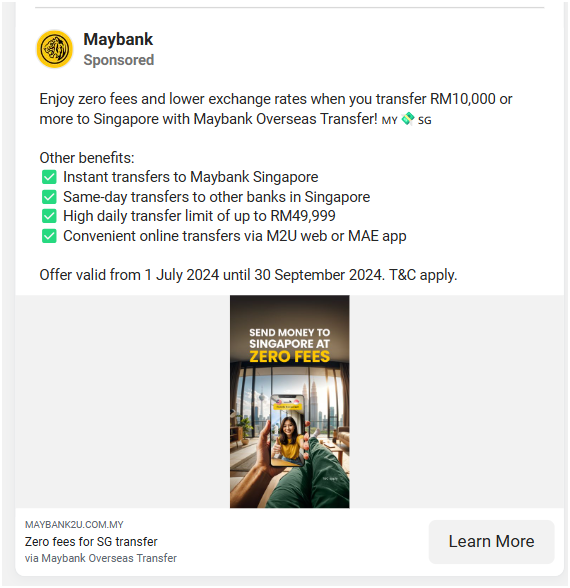 Maybank
Sponsored
Enjoy zero fees and lower exchange rates when you transfer RM10,000 or
more to Singapore with Maybank Overseas Transfer! MY 💸 SG
Other benefits:
✅ Instant transfers to Maybank Singapore
✅ Same-day transfers to other banks in Singapore
✅ High daily transfer limit of up to RM49,999
✅ Convenient online transfers via M2U web or MAE app
Offer valid from 1 July 2024 until 30 September 2024. T&C apply.
SEND MONEY TO
SINGAPORE AT
ZERO FEES
MAYBANK2U.COM.MY
Zero fees for SG transfer
via Maybank Overseas Transfer
Learn More